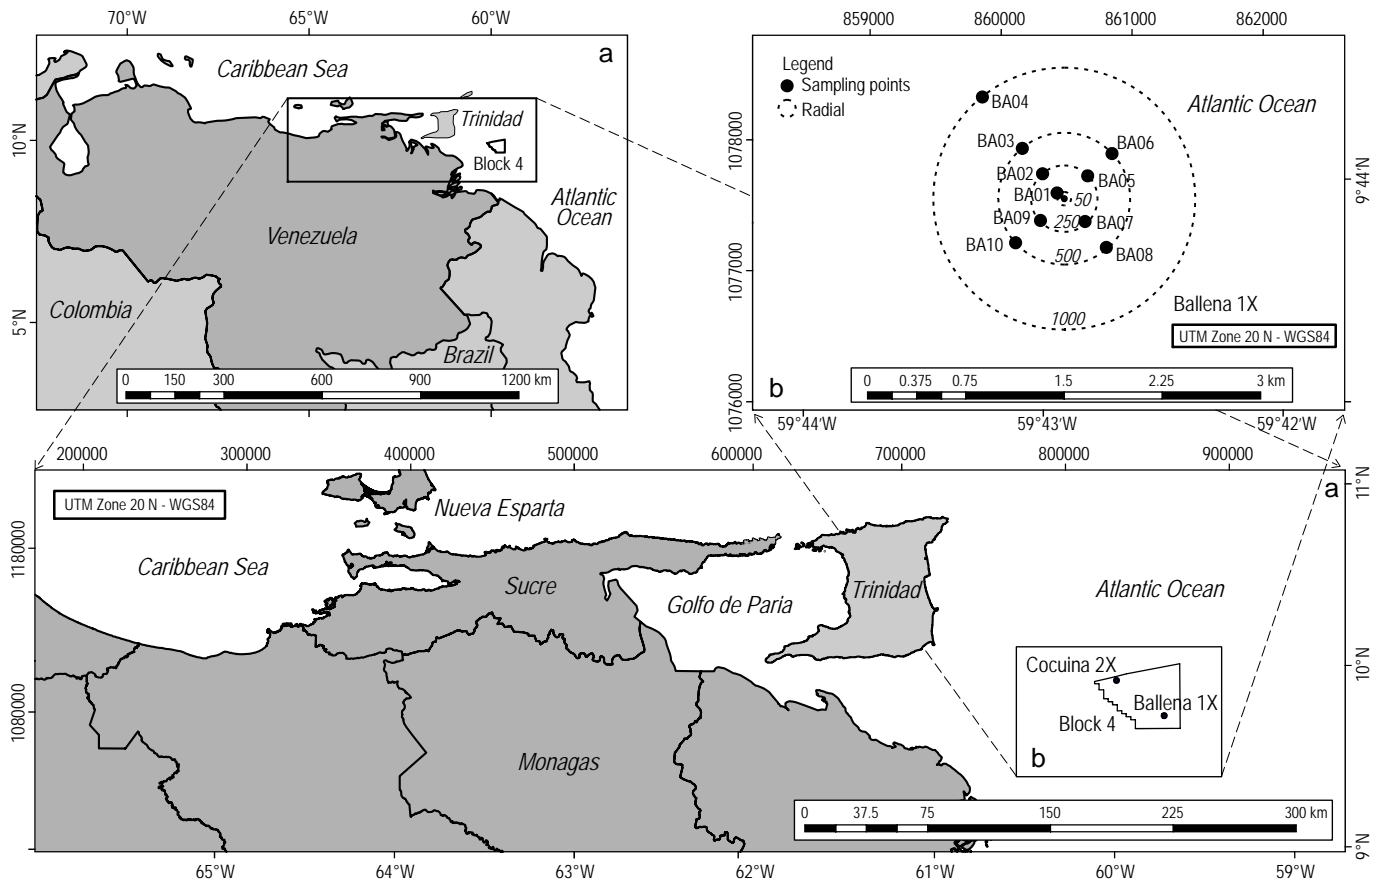 70°W
65°W
60°W
10°N
5°N
a
Caribbean Sea
Trinidad
Block 4
Atlantic
Ocean
Venezuela
Colombia
Brazil
0 150 300 600 900 1200 km
859000
860000
861000
862000
1078000
1077000
1076000
9°44'N
Legend
Sampling points
Radial
Atlantic Ocean
BA04
BA03
BA06
BA02
BA05
BA01
50
BA09
250
BA07
BA10
500
BA08
1000
Ballena 1X
UTM Zone 20 N - WGS84
b
0 0.375 0.75 1.5 2.25 3 km
59°44'W
59°43'W
59°42'W
200000
300000
400000
500000
600000
700000
800000
900000
11°N
10°N
9°N
1180000
1080000
a
UTM Zone 20 N - WGS84
Nueva Esparta
Caribbean Sea
Sucre
Golfo de Paria
Trinidad
Atlantic Ocean
Cocuina 2X
Ballena 1X
Block 4
b
Monagas
0 37.5 75 150 225 300 km
65°W
64°W
63°W
62°W
61°W
60°W
59°W